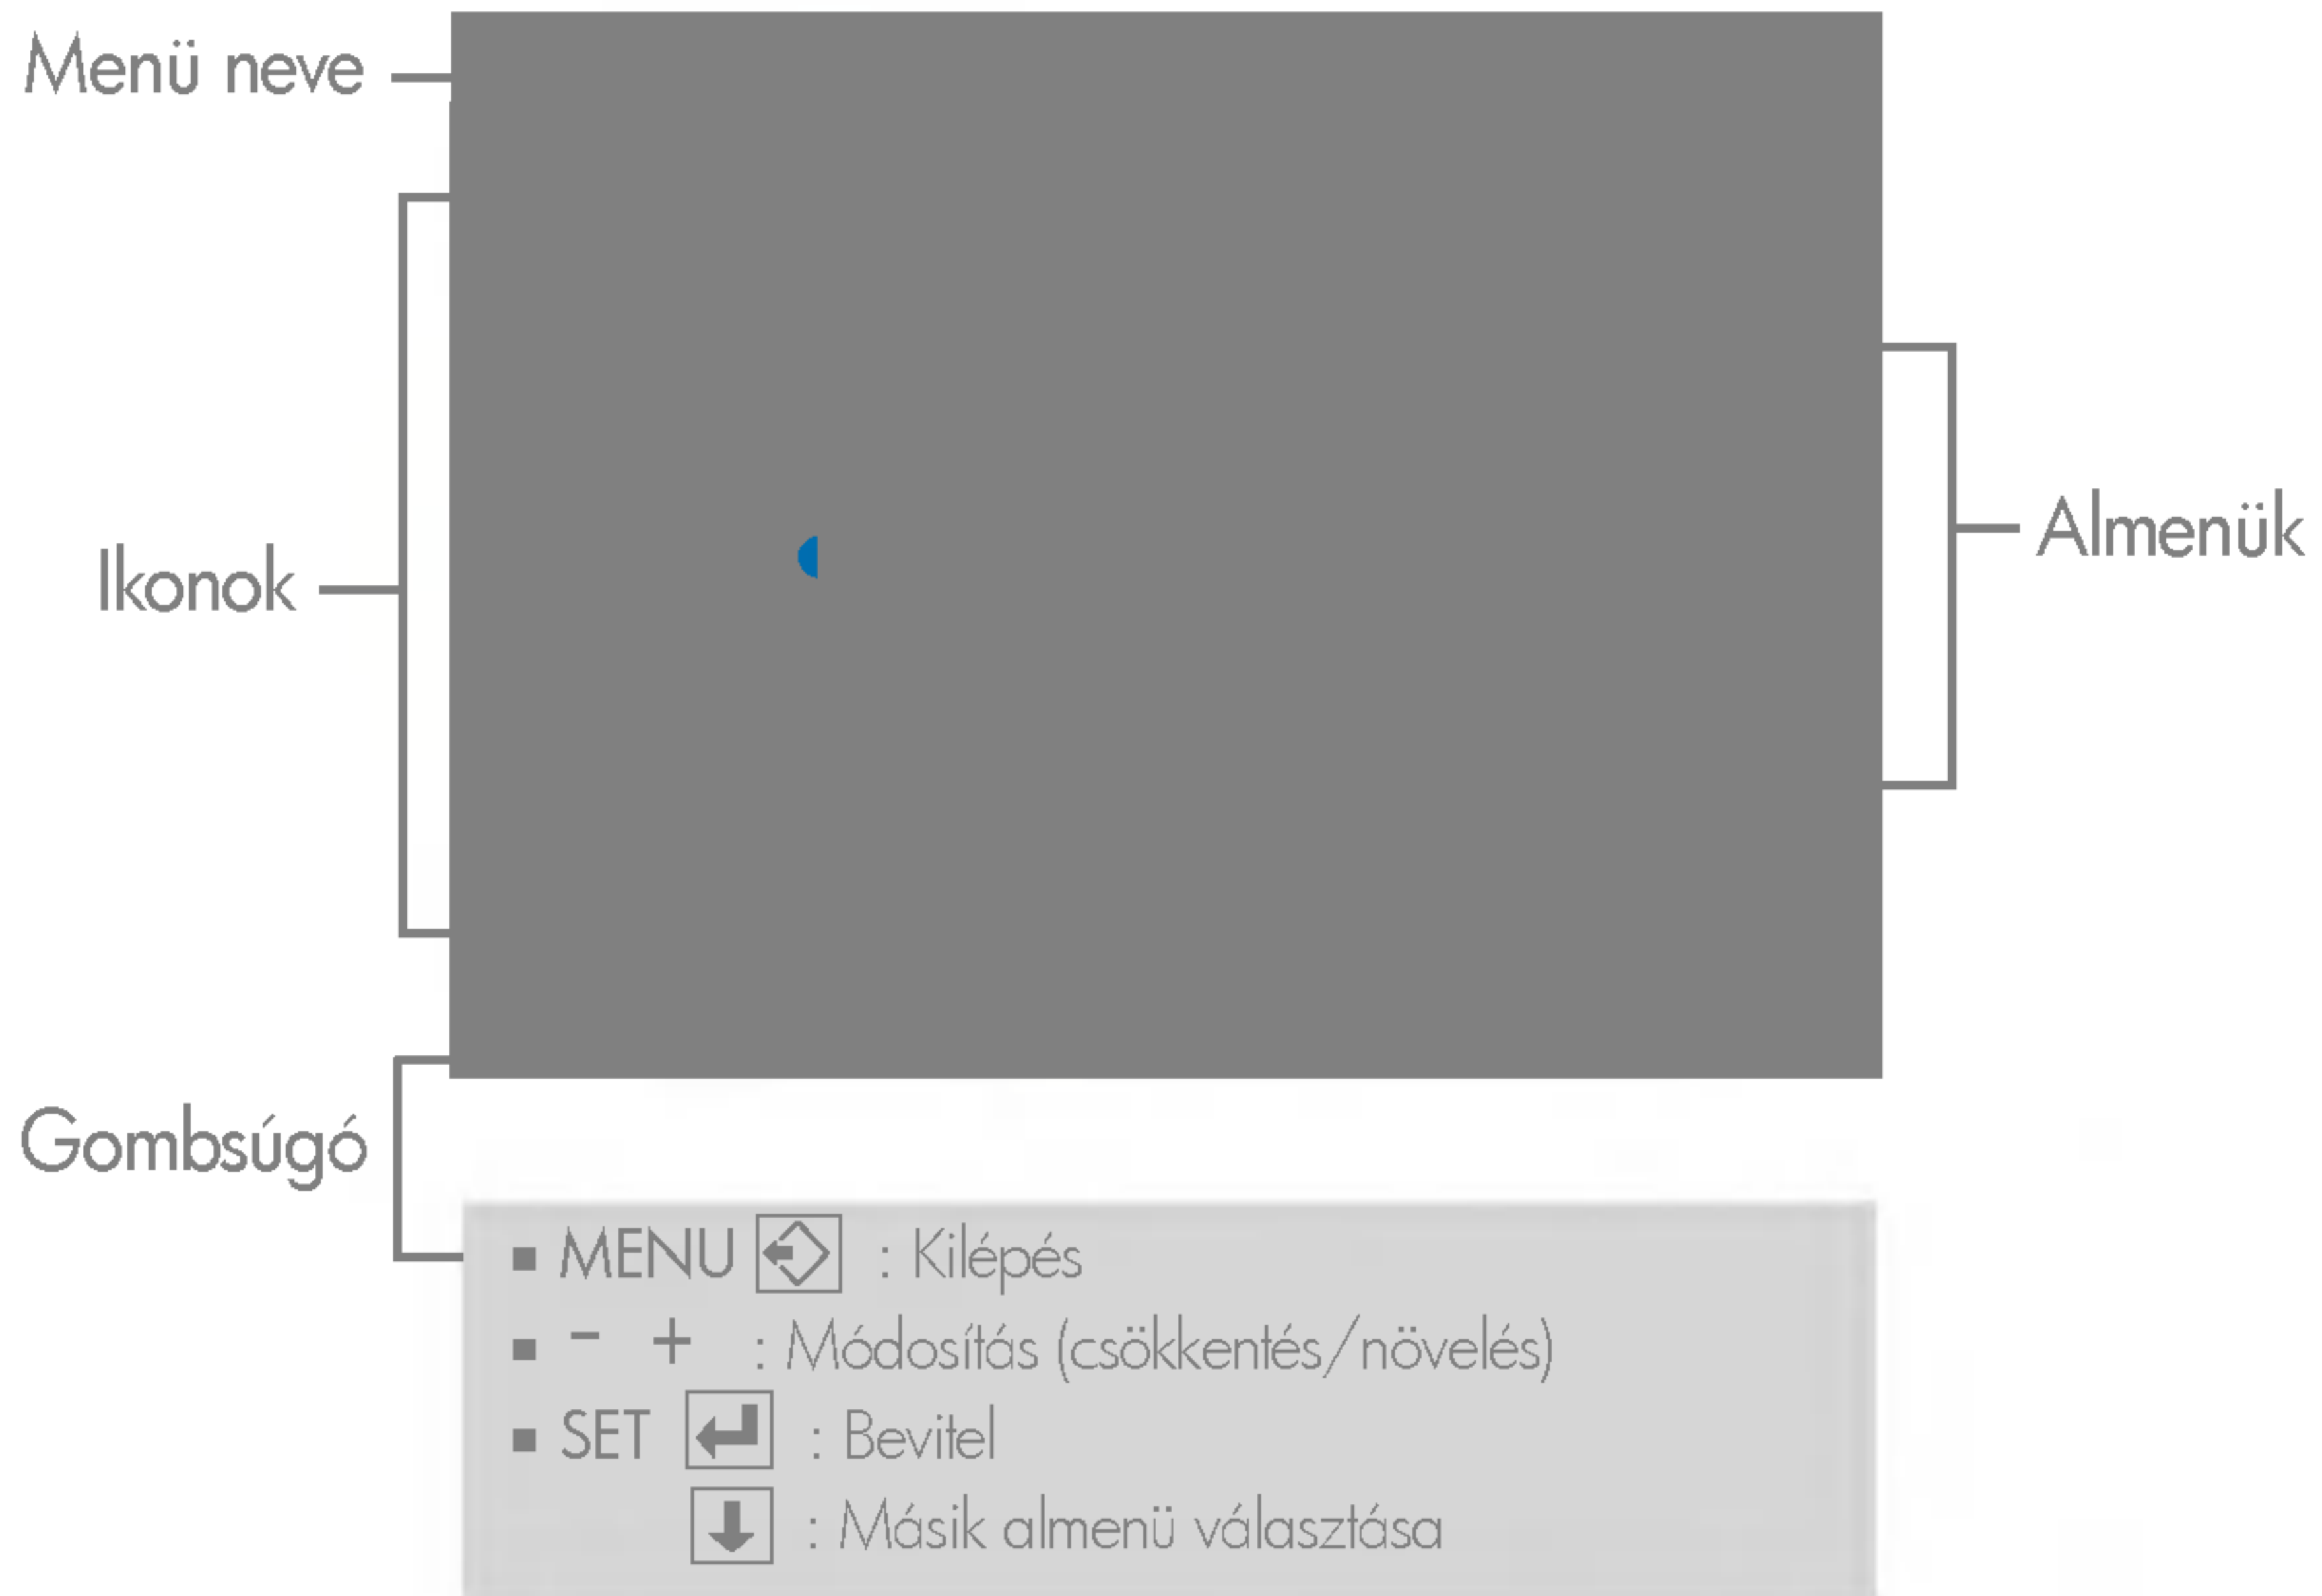 Menü neve
Ikonok
Almenük
Gombsúgó
■ MENU : Kilépés
■ - + : Módosítás (csökkentés/növelés)
■ SET : Bevitel
: Másik almenü választása